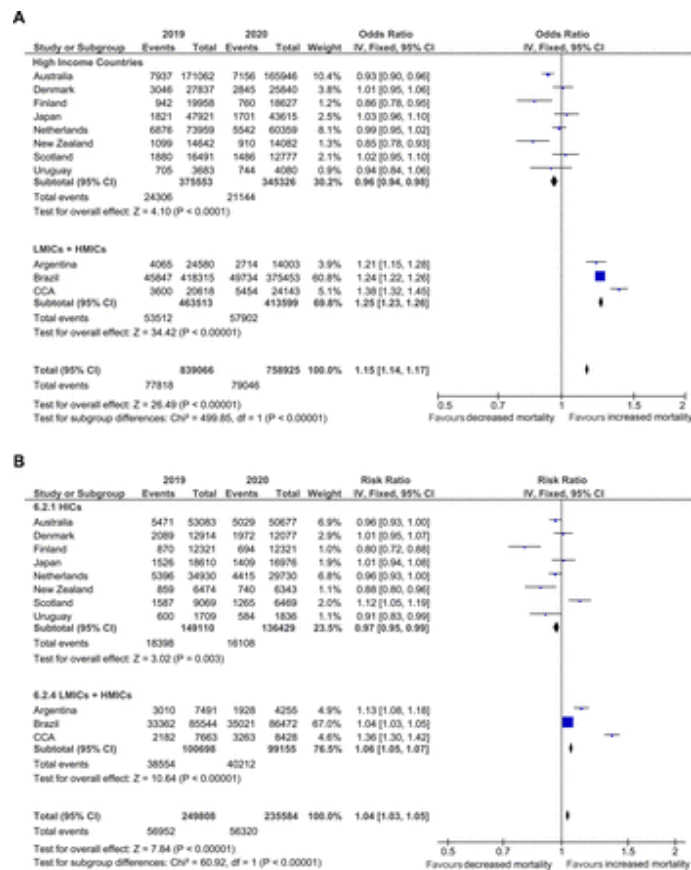 A
2019 2020 Odds Ratio Odds Ratio
Study or Subgroup Events Total Events Total Weight IV, Fixed, 95% CI IV, Fixed, 95% CI
High Income Countries
Australia 7937 171062 7156 165946 10.4% 0.93 [0.90, 0.96]
Denmark 3046 27837 2845 25840 3.8% 1.01 [0.95, 1.06]
Finland 942 19958 760 18627 1.2% 0.86 [0.78, 0.95]
Japan 1821 47921 1701 43615 2.5% 1.03 [0.96, 1.10]
Netherlands 6876 73959 5542 60359 8.1% 0.99 [0.95, 1.02]
New Zealand 1099 14642 910 14082 1.4% 0.85 [0.78, 0.93]
Scotland 1880 16491 1486 12777 2.2% 1.02 [0.95, 1.10]
Uruguay 705 3683 744 4080 0.9% 0.94 [0.84, 1.06]
Subtotal (95% CI) 375553 345326 30.2% 0.96 [0.94, 0.98]
Total events 24306 21144
Test for overall effect: Z = 4.10 (P < 0.0001)
LMICs + HMICs
Argentina 4065 24580 2714 14003 3.9% 1.21 [1.15, 1.28]
Brazil 45847 418315 49734 375453 60.8% 1.24 [1.22, 1.26]
CCA 3600 20618 5454 24143 5.1% 1.38 [1.32, 1.45]
Subtotal (95% CI) 463513 413599 69.8% 1.25 [1.23, 1.26]
Total events 53512 57902
Test for overall effect: Z = 34.42 (P < 0.00001)
Total (95% CI) 839066 758925 100.0% 1.15 [1.14, 1.17]
Total events 77818 79046
Test for overall effect: Z = 26.49 (P < 0.00001)
Test for subgroup differences: Chi² = 499.85, df = 1 (P < 0.00001)
0.5 0.7 1 1.5 2
Favours decreased mortality Favours increased mortality
B
2019 2020 Risk Ratio Risk Ratio
Study or Subgroup Events Total Events Total Weight IV, Fixed, 95% CI IV, Fixed, 95% CI
6.2.1 HICs
Australia 5471 53083 5029 50677 6.9% 0.96 [0.93, 1.00]
Denmark 2089 12914 1972 12077 2.9% 1.01 [0.95, 1.07]
Finland 870 12321 694 12321 1.0% 0.80 [0.72, 0.88]
Japan 1526 18610 1409 16976 1.9% 1.01 [0.94, 1.08]
Netherlands 5396 34930 4415 29730 6.8% 0.96 [0.93, 1.00]
New Zealand 859 6474 740 6343 1.1% 0.88 [0.80, 0.96]
Scotland 1587 9069 1265 6469 2.1% 1.12 [1.05, 1.19]
Uruguay 600 1709 584 1836 1.1% 0.91 [0.83, 0.99]
Subtotal (95% CI) 149110 136429 23.5% 0.97 [0.95, 0.99]
Total events 18398 16108
Test for overall effect: Z = 3.02 (P = 0.003)
6.2.4 LMICs + HMICs
Argentina 3010 7491 1928 4255 4.9% 1.13 [1.08, 1.18]
Brazil 33362 85544 35021 86472 67.0% 1.04 [1.03, 1.05]
CCA 2182 7663 3263 8428 4.6% 1.36 [1.30, 1.42]
Subtotal (95% CI) 100698 99155 76.5% 1.06 [1.05, 1.07]
Total events 38554 40212
Test for overall effect: Z = 10.64 (P < 0.00001)
Total (95% CI) 249808 235584 100.0% 1.04 [1.03, 1.05]
Total events 56952 56320
Test for overall effect: Z = 7.84 (P < 0.00001)
Test for subgroup differences: Chi² = 60.92, df = 1 (P < 0.00001)
0.5 0.7 1 1.5 2
Favours decreased mortality Favours increased mortality